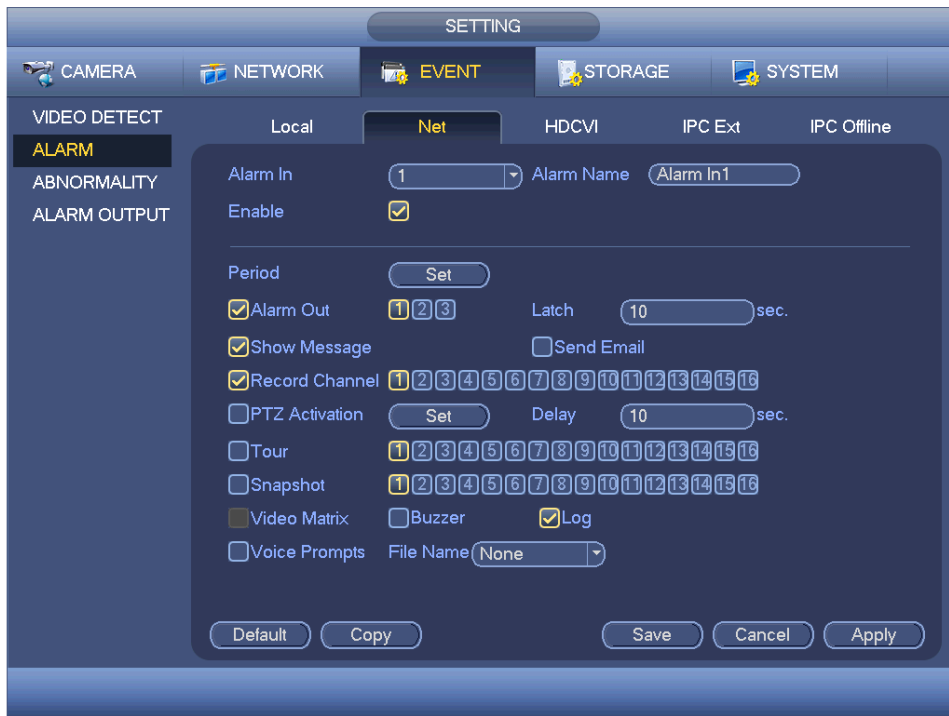 SETTING
CAMERA NETWORK EVENT STORAGE SYSTEM
VIDEO DETECT
ALARM
ABNORMALITY
ALARM OUTPUT
Local Net HDCVI IPC Ext IPC Offline
Alarm In 1 Alarm Name Alarm In1
Enable
Period Set
Alarm Out 1 2 3 Latch 10 sec.
Show Message Send Email
Record Channel 1 2 3 4 5 6 7 8 9 10 11 12 13 14 15 16
PTZ Activation Set Delay 10 sec.
Tour 1 2 3 4 5 6 7 8 9 10 11 12 13 14 15 16
Snapshot 1 2 3 4 5 6 7 8 9 10 11 12 13 14 15 16
Video Matrix Buzzer Log
Voice Prompts File Name None
Default Copy Save Cancel Apply